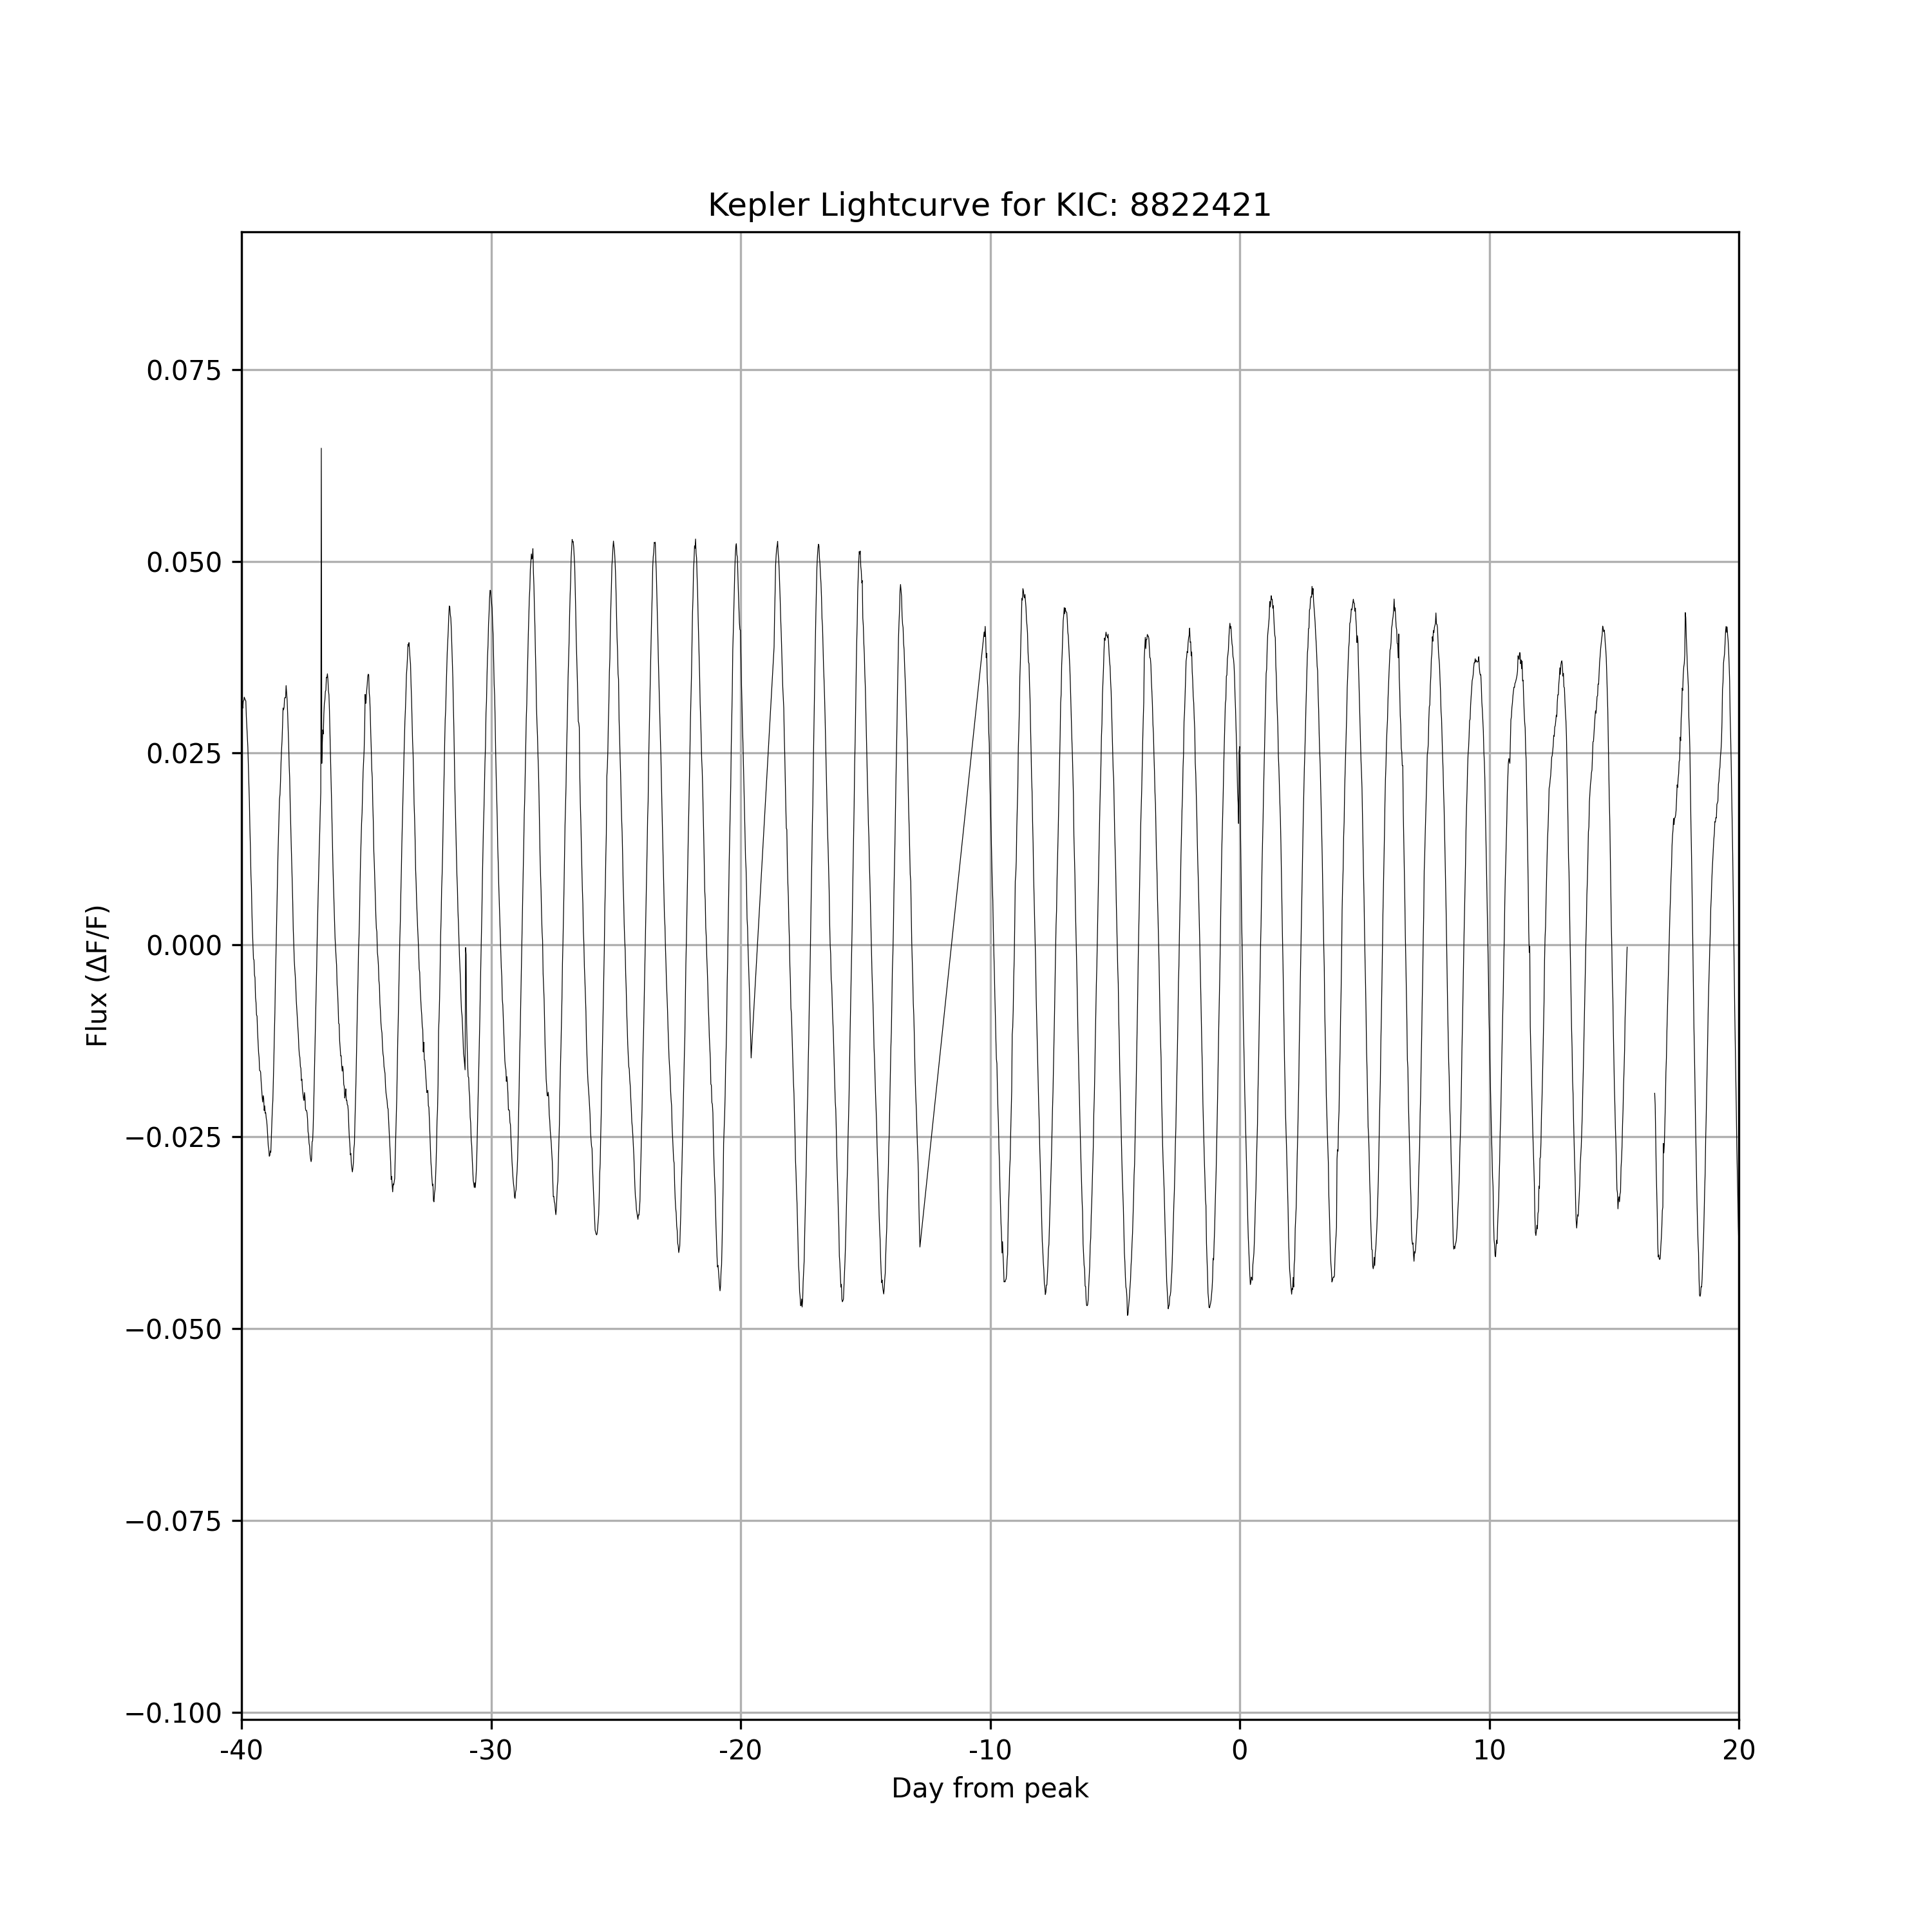 Kepler Lightcurve for KIC: 8822421
0.075
0.050
0.025
0.000
−0.025
−0.050
−0.075
−0.100
Flux (ΔF/F)
-40 -30 -20 -10 0 10 20
Day from peak